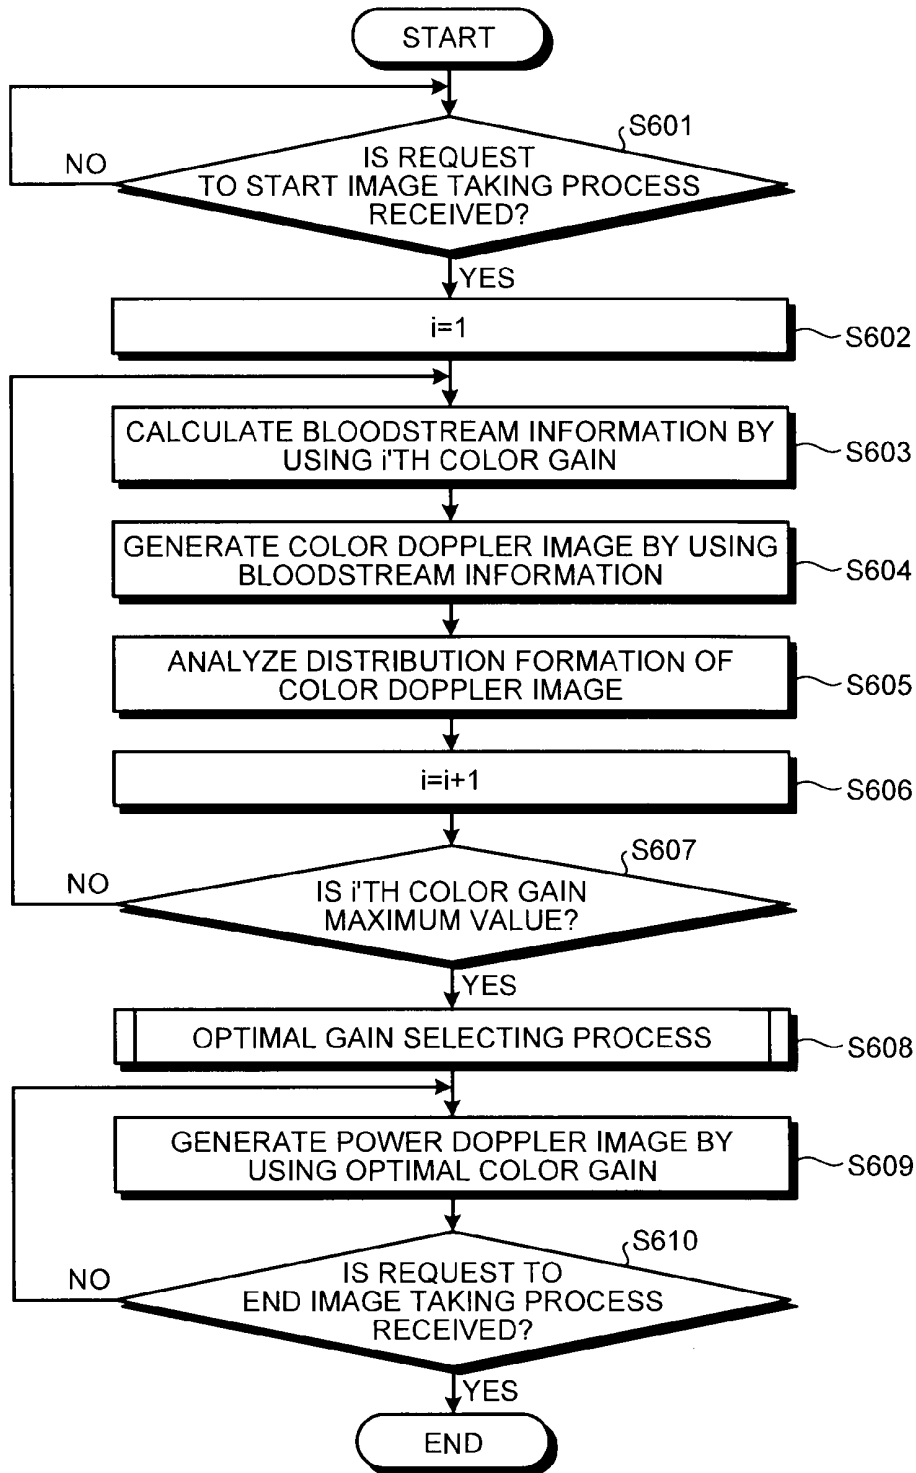 START
S601
NO
IS REQUEST
TO START IMAGE TAKING PROCESS
RECEIVED?
YES
i=1
S602
CALCULATE BLOODSTREAM INFORMATION BY
USING i'TH COLOR GAIN
S603
GENERATE COLOR DOPPLER IMAGE BY USING
BLOODSTREAM INFORMATION
S604
ANALYZE DISTRIBUTION FORMATION OF
COLOR DOPPLER IMAGE
S605
i=i+1
S606
S607
NO
IS i'TH COLOR GAIN
MAXIMUM VALUE?
YES
OPTIMAL GAIN SELECTING PROCESS
S608
GENERATE POWER DOPPLER IMAGE BY
USING OPTIMAL COLOR GAIN
S609
S610
NO
IS REQUEST TO
END IMAGE TAKING PROCESS
RECEIVED?
YES
END